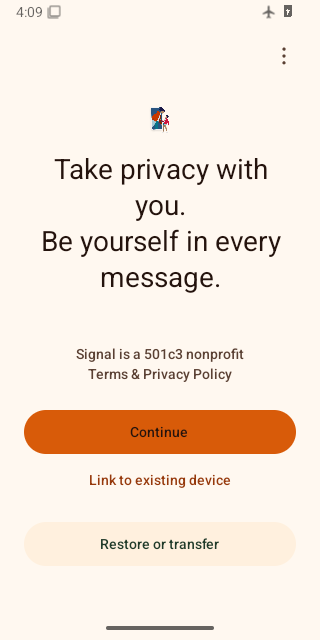 4:09
Take privacy with
you.
Be yourself in every
message.
Signal is a 501c3 nonprofit
Terms & Privacy Policy
Continue
Link to existing device
Restore or transfer